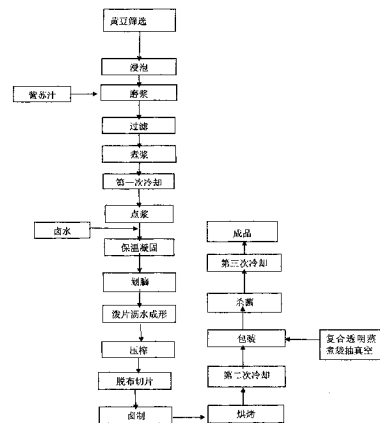 黄豆筛选
浸泡
黄苏汁
磨浆
过滤
煮浆
第一次冷却
点浆
卤水
保温凝固
划脑
泼片沥水成形
压榨
脱布切片
卤制
烘烤
第二次冷却
包装
复合透明蒸
煮袋抽真空
杀菌
第三次冷却
成品